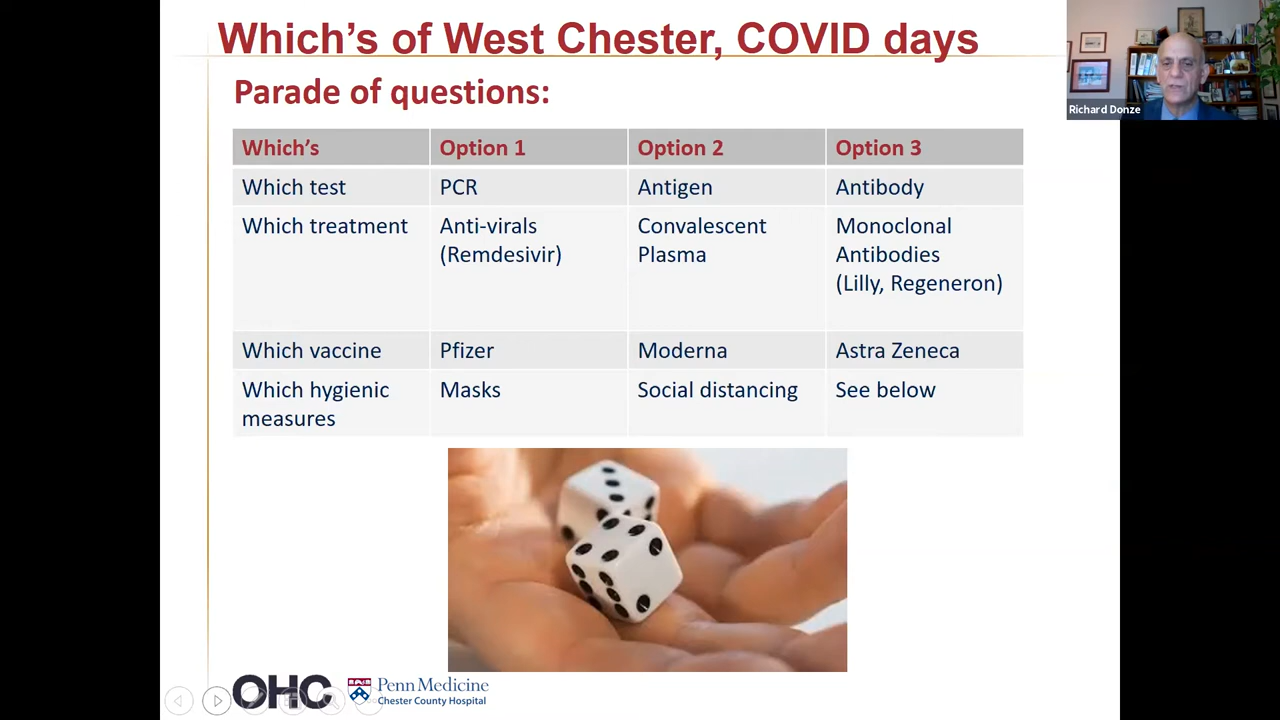 Which's of West Chester, COVID days
Richard Donze
Parade of questions:
Which's Option 1 Option 2 Option 3
Which test PCR Antigen Antibody
Which treatment Anti-virals Convalescent Monoclonal
(Remdesivir) Plasma Antibodies
(Lilly, Regeneron)
Which vaccine Pfizer Moderna Astra Zeneca
Which hygienic Masks Social distancing See below
measures
OHC Penn Medicine
Chester County Hospital